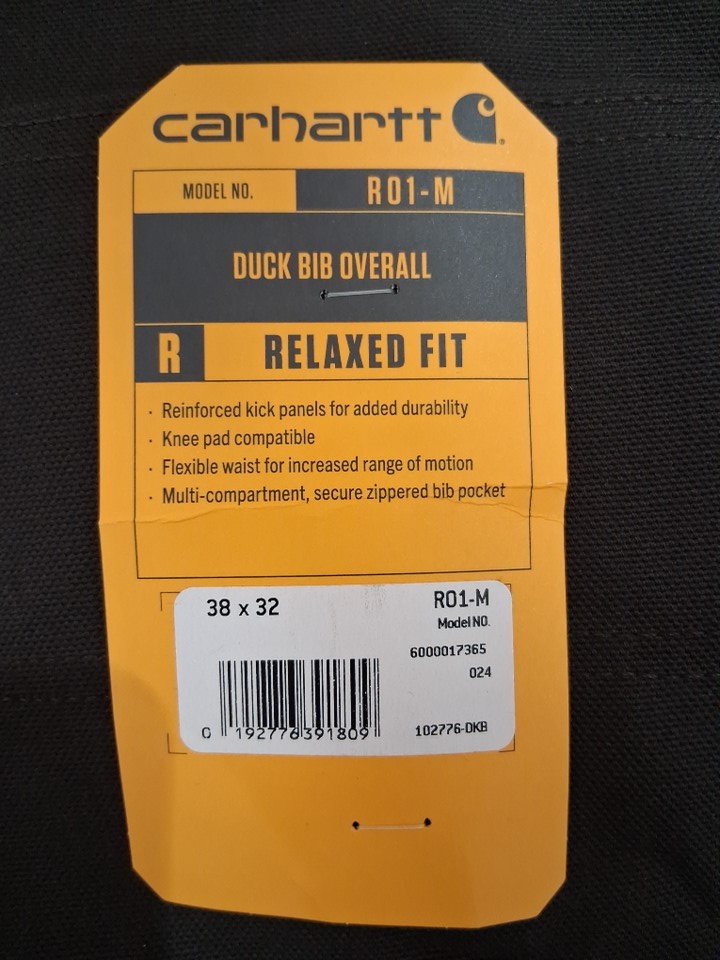 carhartt
MODEL NO. R01-M
DUCK BIB OVERALL
R RELAXED FIT
· Reinforced kick panels for added durability
· Knee pad compatible
· Flexible waist for increased range of motion
· Multi-compartment, secure zippered bib pocket
38 x 32 R01-M
Model NO.
6000017365
024
0 192776391809 102776-DKB